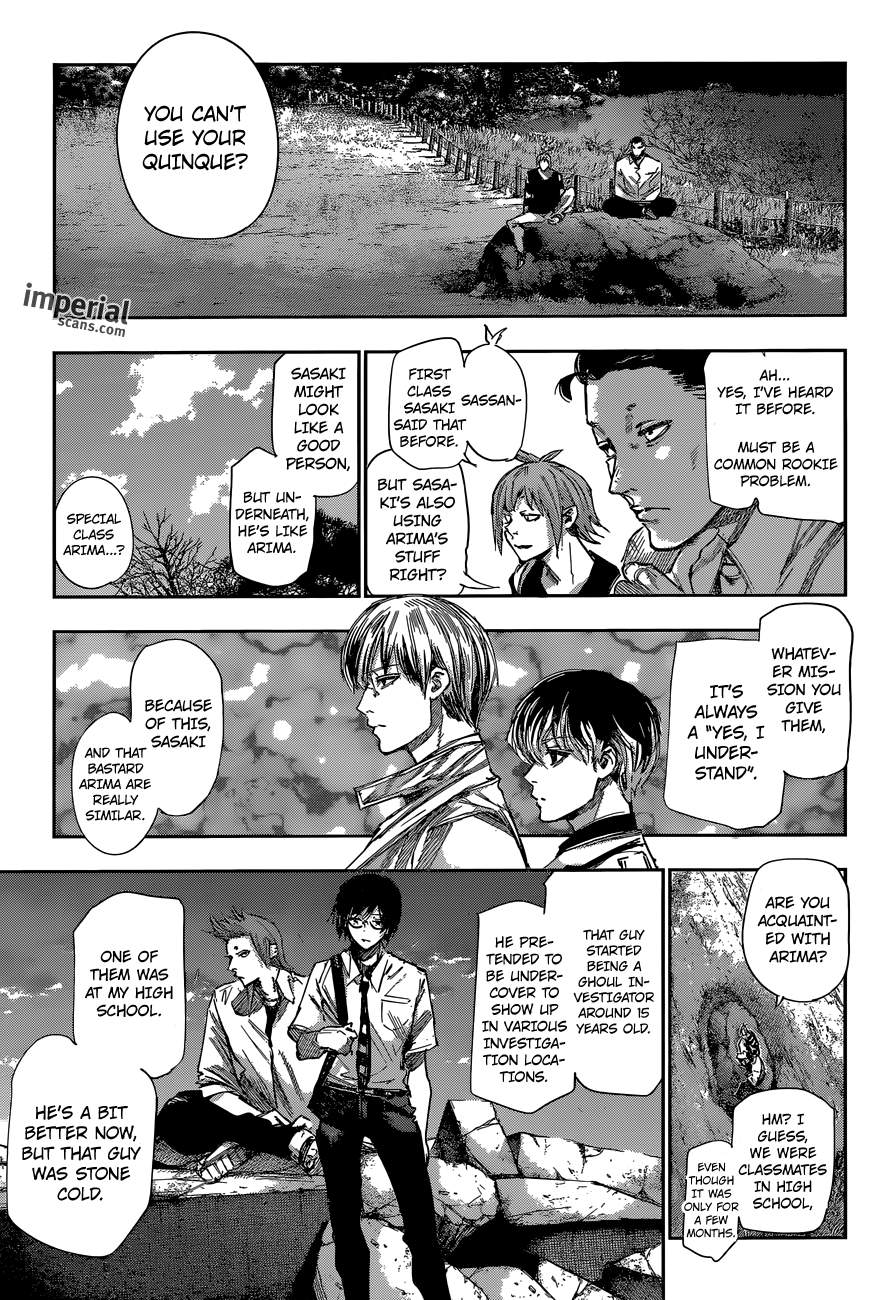 YOU CAN'T
USE YOUR
QUINQUE?
imperial
scans.com
AH...
YES, I'VE HEARD
IT BEFORE.
MUST BE A
COMMON ROOKIE
PROBLEM.
SASSAN-
FIRST
CLASS
SASAKI
SAID THAT
BEFORE.
BUT SASA-
KI'S ALSO
USING
ARIMA'S
STUFF
RIGHT?
SASAKI
MIGHT
LOOK
LIKE A
GOOD
PERSON,
BUT UN-
DERNEATH,
HE'S LIKE
ARIMA.
SPECIAL
CLASS
ARIMA...?
WHATEV-
ER MIS-
SION YOU
GIVE
THEM,
IT'S
ALWAYS
A "YES, I
UNDER-
STAND".
BECAUSE
OF THIS,
SASAKI
AND THAT
BASTARD
ARIMA ARE
REALLY
SIMILAR.
ARE YOU
ACQUAINT-
ED WITH
ARIMA?
HM? I
GUESS,
WE WERE
CLASSMATES
IN HIGH
SCHOOL,
EVEN
THOUGH
IT WAS
ONLY FOR
A FEW
MONTHS.
THAT GUY
STARTED
BEING A
GHOUL IN-
VESTIGATOR
AROUND 15
YEARS OLD.
HE PRE-
TENDED TO
BE UNDER-
COVER TO
SHOW UP
IN VARIOUS
INVESTIGA-
TION LOCA-
TIONS.
ONE OF
THEM WAS
AT MY HIGH
SCHOOL.
HE'S A BIT
BETTER NOW,
BUT THAT GUY
WAS STONE
COLD.